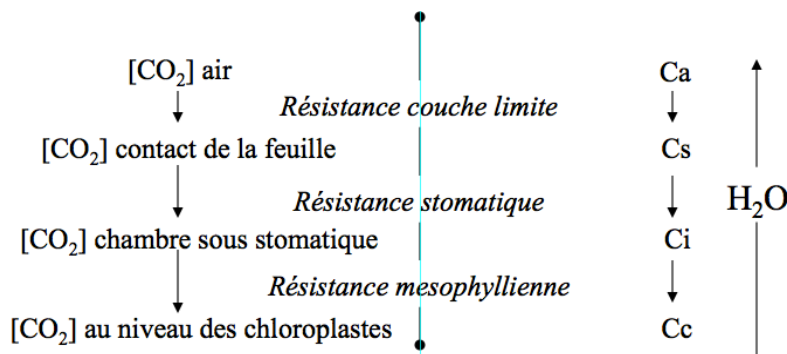 [CO₂] air Ca
Résistance couche limite
[CO₂] contact de la feuille Cs
Résistance stomatique H₂O
[CO₂] chambre sous stomatique Ci
Résistance mesophyllienne
[CO₂] au niveau des chloroplastes Cc